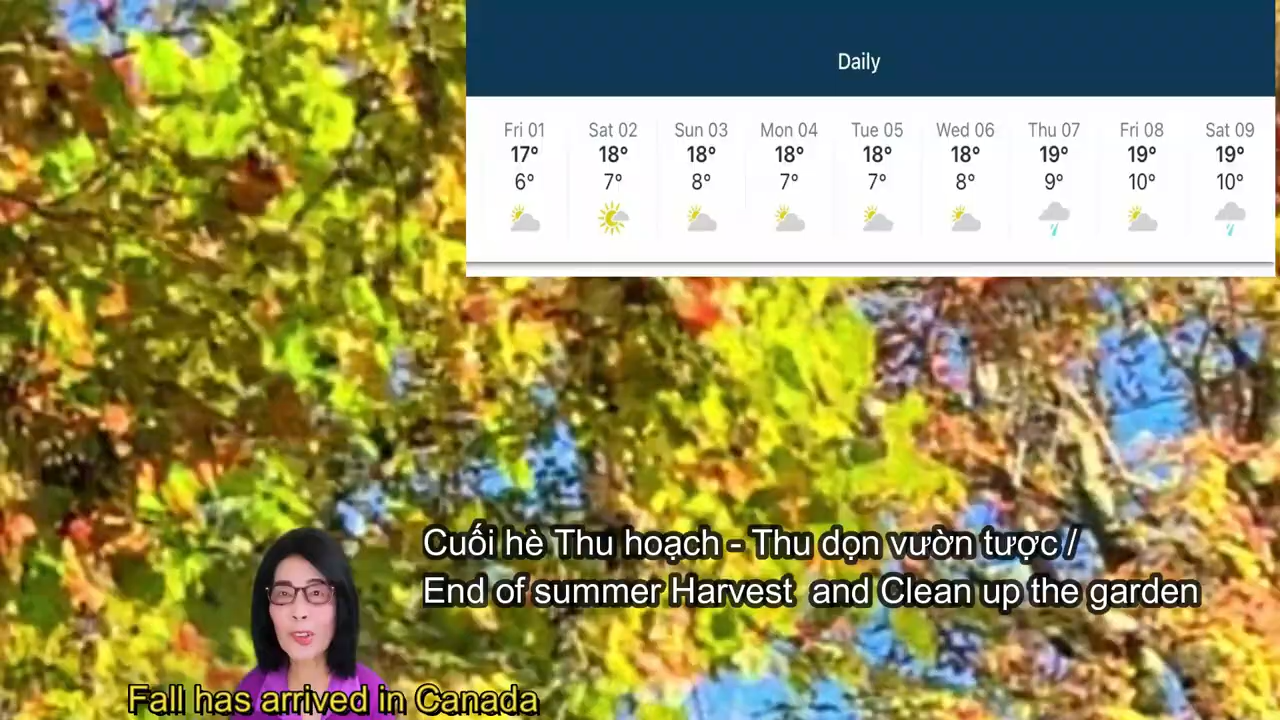 Daily
Fri 01 Sat 02 Sun 03 Mon 04 Tue 05 Wed 06 Thu 07 Fri 08 Sat 09
17° 18° 18° 18° 18° 18° 19° 19° 19°
6° 7° 8° 7° 7° 8° 9° 10° 10°
Cuối hè Thu hoạch - Thu dọn vườn tược /
End of summer Harvest and Clean up the garden
Fall has arrived in Canada